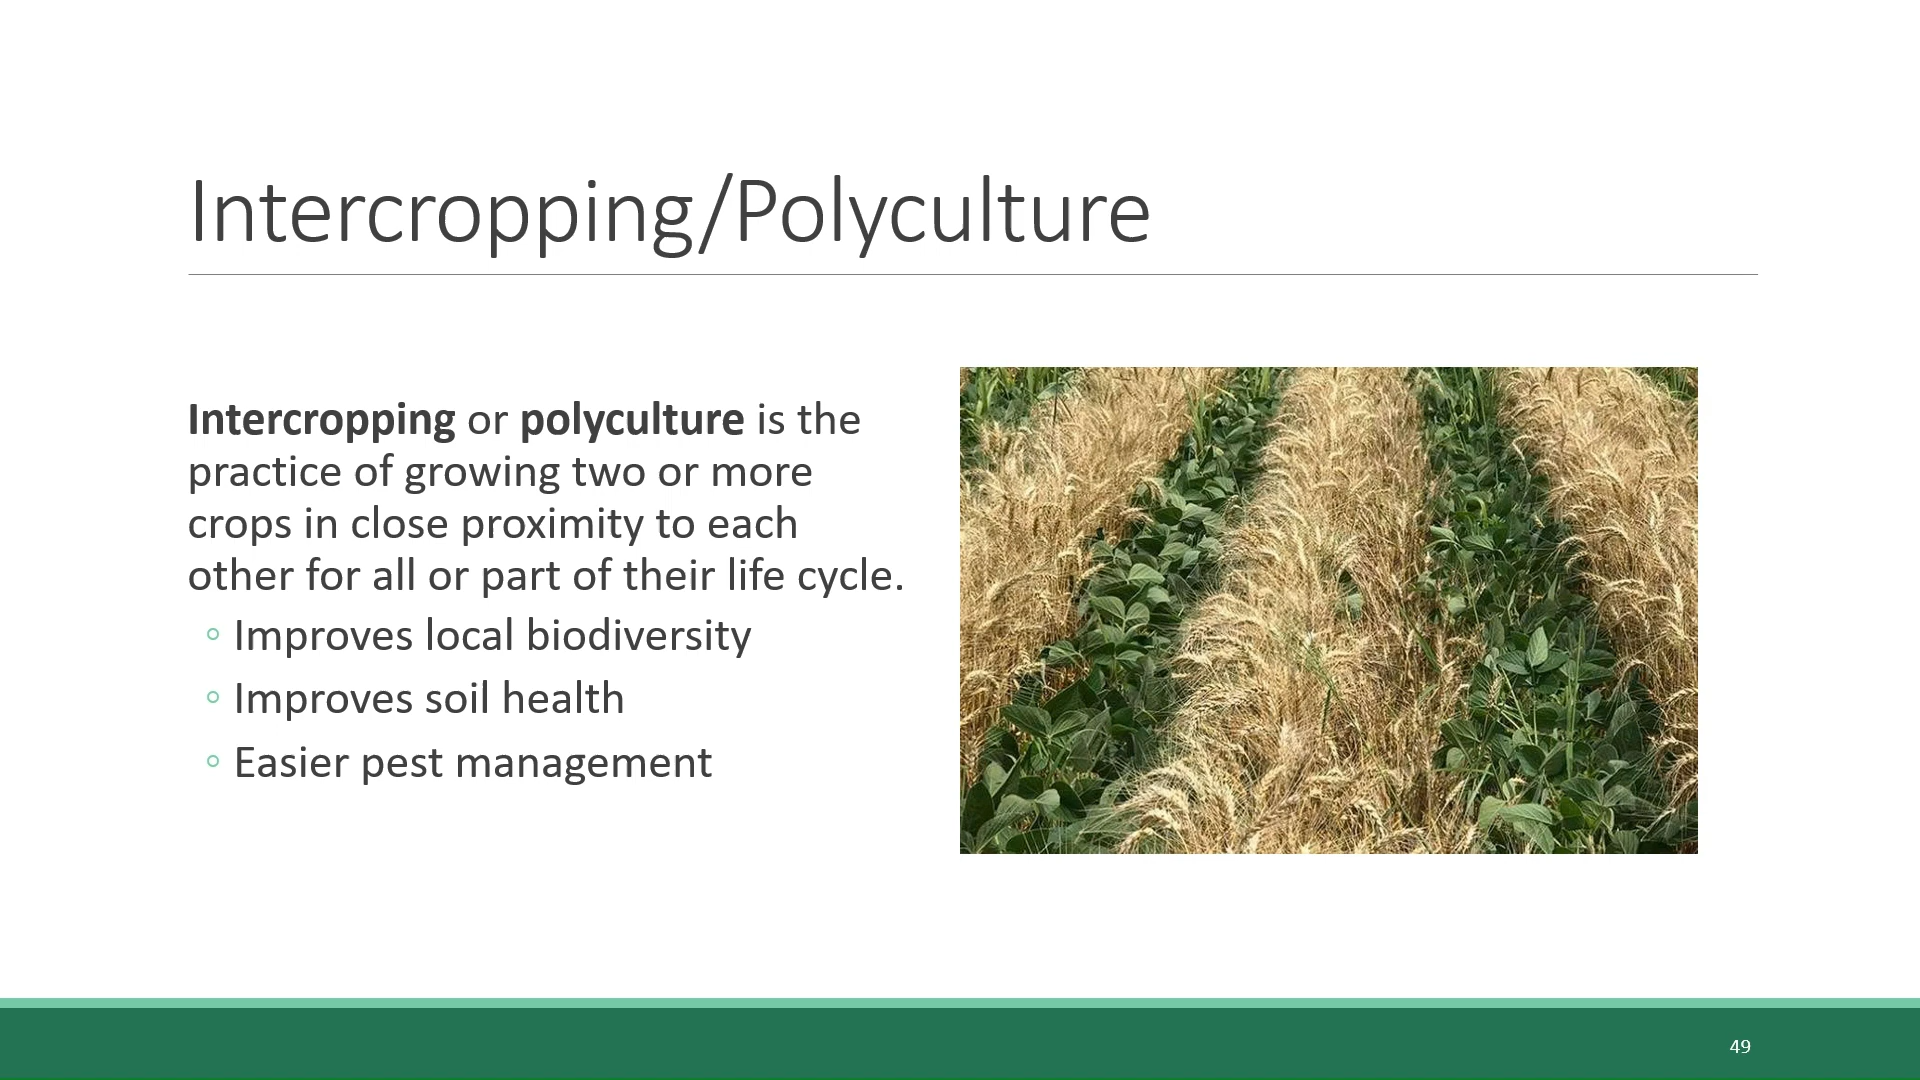 Intercropping/Polyculture
Intercropping or polyculture is the
practice of growing two or more
crops in close proximity to each
other for all or part of their life cycle.
◦ Improves local biodiversity
◦ Improves soil health
◦ Easier pest management
49